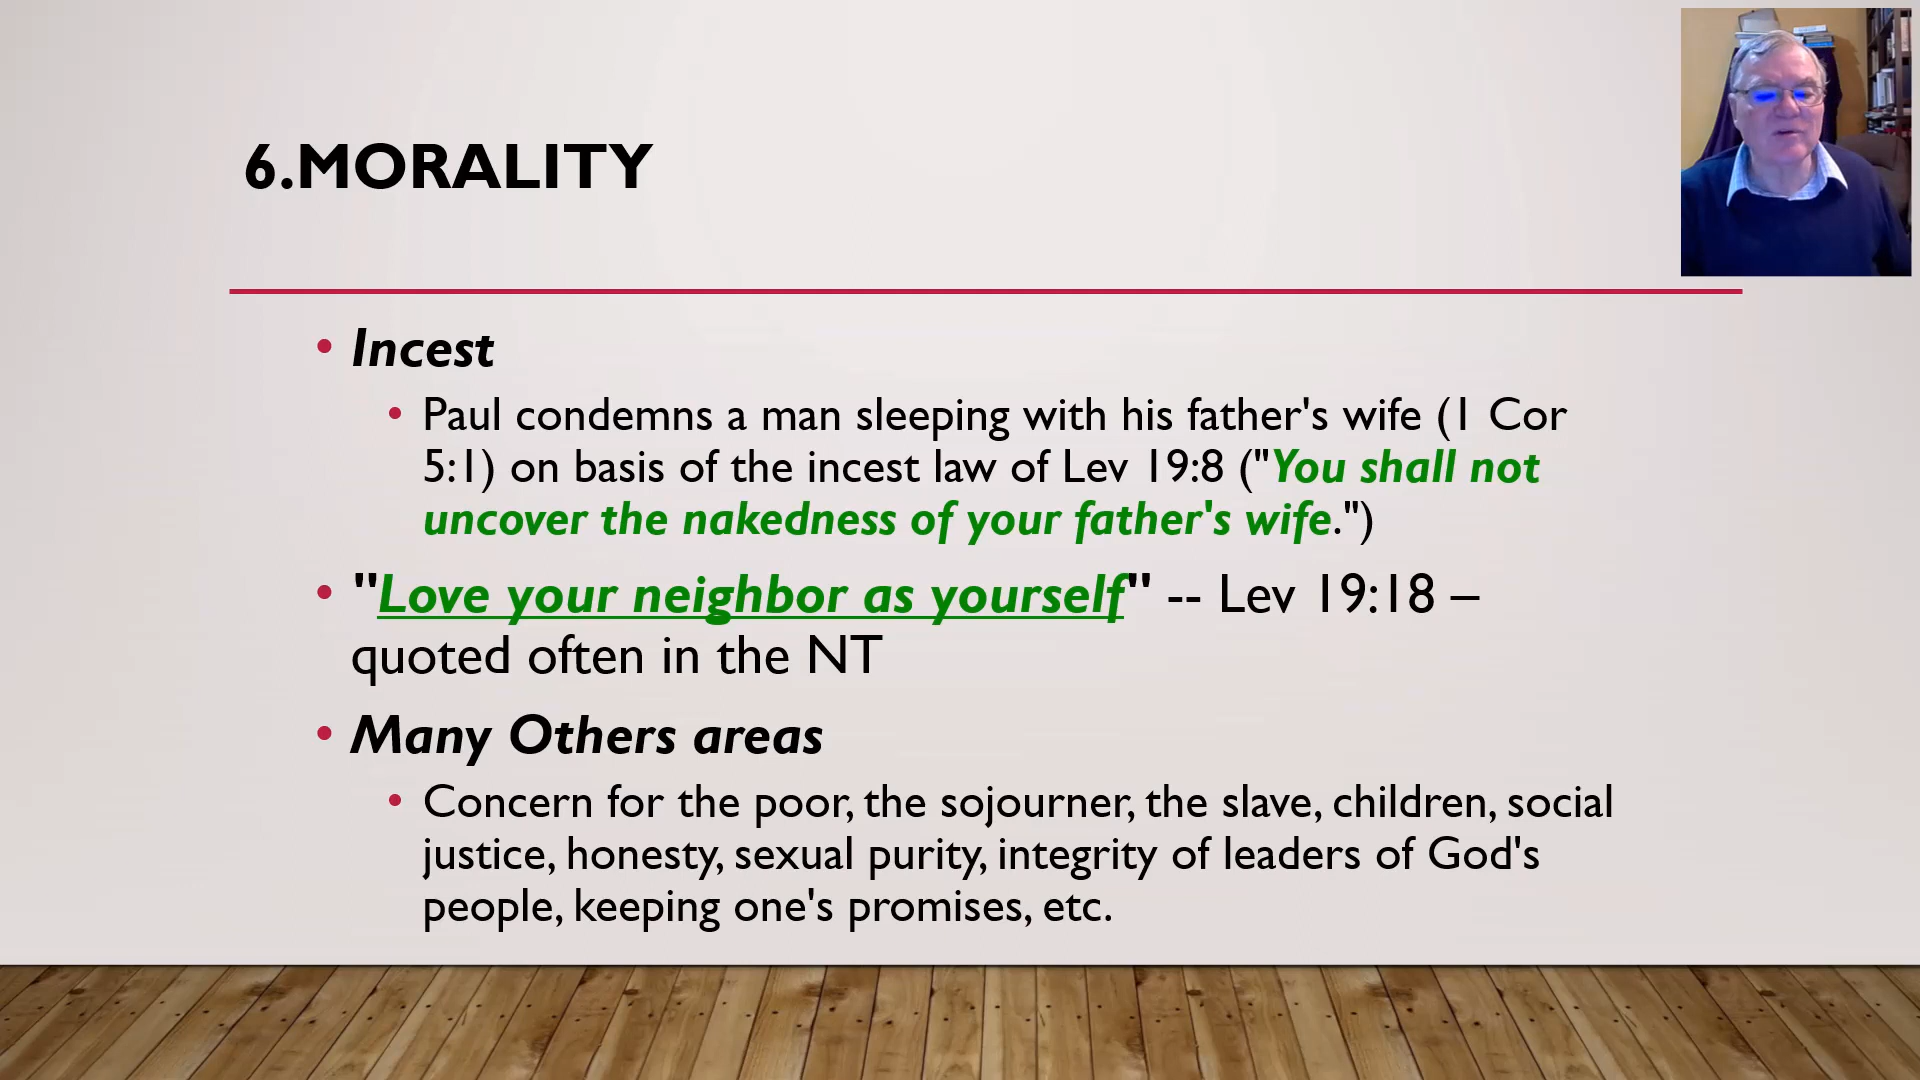 6.MORALITY
• Incest
• Paul condemns a man sleeping with his father's wife (1 Cor
5:1) on basis of the incest law of Lev 19:8 ("You shall not
uncover the nakedness of your father's wife.")
• "Love your neighbor as yourself" -- Lev 19:18 –
quoted often in the NT
• Many Others areas
• Concern for the poor, the sojourner, the slave, children, social
justice, honesty, sexual purity, integrity of leaders of God's
people, keeping one's promises, etc.